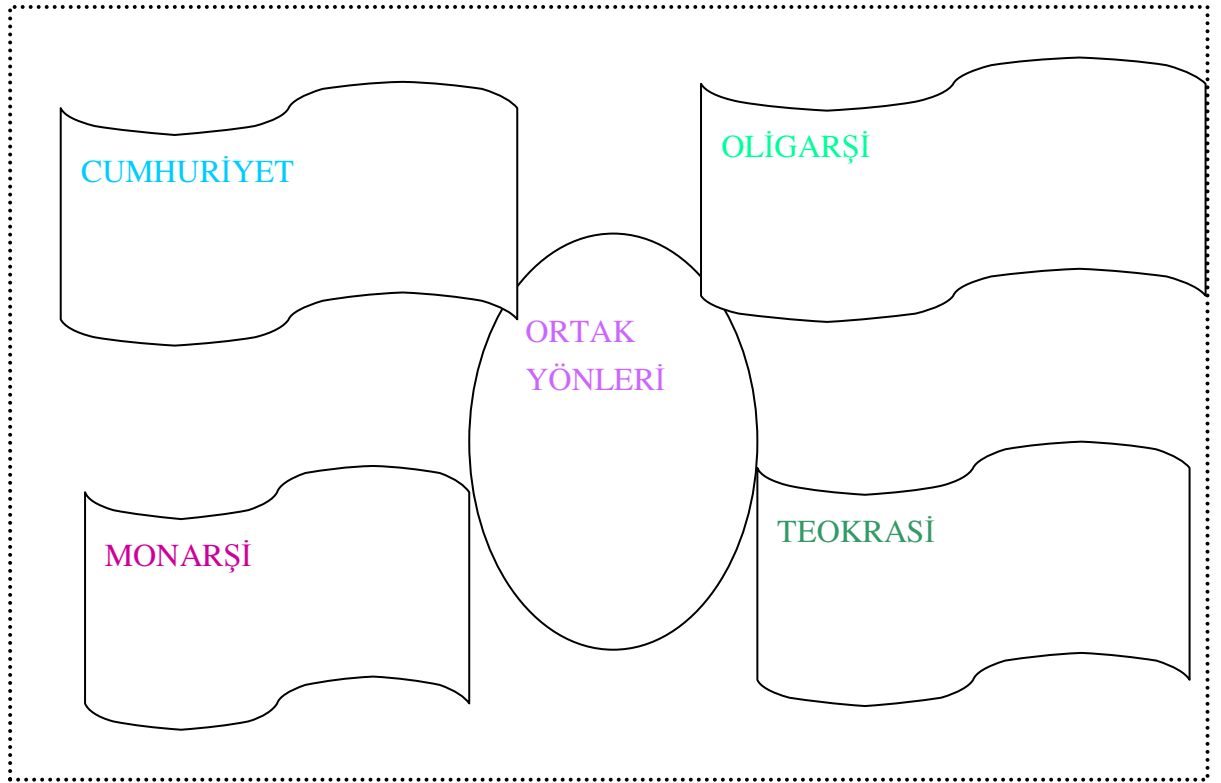 CUMHURİYET
OLİGARŞİ
ORTAK
YÖNLERİ
MONARŞİ
TEOKRASİ